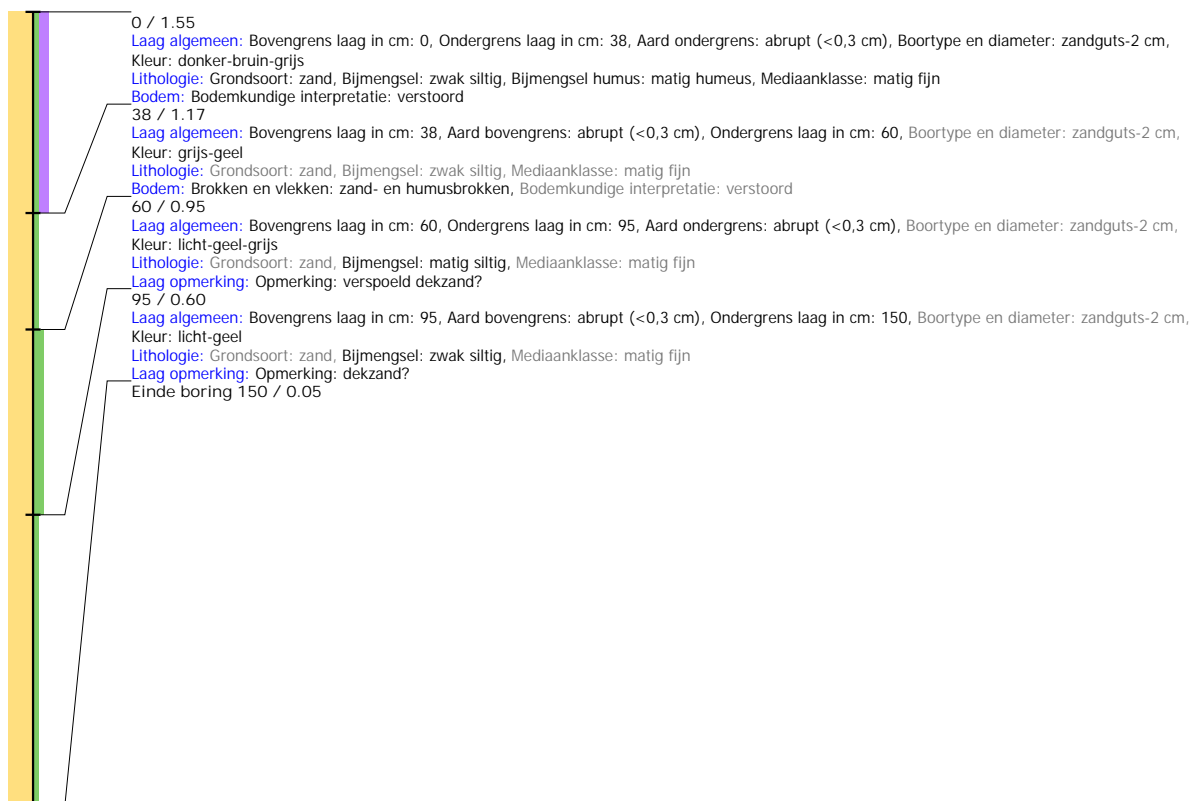 0 / 1.55
Laag algemeen: Bovengrens laag in cm: 0, Ondergrens laag in cm: 38, Aard ondergrens: abrupt (<0,3 cm), Boortype en diameter: zandguts-2 cm,
Kleur: donker-bruin-grijs
Lithologie: Grondsoort: zand, Bijmengsel: zwak siltig, Bijmengsel humus: matig humeus, Mediaanklasse: matig fijn
Bodem: Bodemkundige interpretatie: verstoord
38 / 1.17
Laag algemeen: Bovengrens laag in cm: 38, Aard bovengrens: abrupt (<0,3 cm), Ondergrens laag in cm: 60, Boortype en diameter: zandguts-2 cm,
Kleur: grijs-geel
Lithologie: Grondsoort: zand, Bijmengsel: zwak siltig, Mediaanklasse: matig fijn
Bodem: Brokken en vlekken: zand- en humusbrokken, Bodemkundige interpretatie: verstoord
60 / 0.95
Laag algemeen: Bovengrens laag in cm: 60, Ondergrens laag in cm: 95, Aard ondergrens: abrupt (<0,3 cm), Boortype en diameter: zandguts-2 cm,
Kleur: licht-geel-grijs
Lithologie: Grondsoort: zand, Bijmengsel: matig siltig, Mediaanklasse: matig fijn
Laag opmerking: Opmerking: verspoeld dekzand?
95 / 0.60
Laag algemeen: Bovengrens laag in cm: 95, Aard bovengrens: abrupt (<0,3 cm), Ondergrens laag in cm: 150, Boortype en diameter: zandguts-2 cm,
Kleur: licht-geel
Lithologie: Grondsoort: zand, Bijmengsel: zwak siltig, Mediaanklasse: matig fijn
Laag opmerking: Opmerking: dekzand?
Einde boring 150 / 0.05